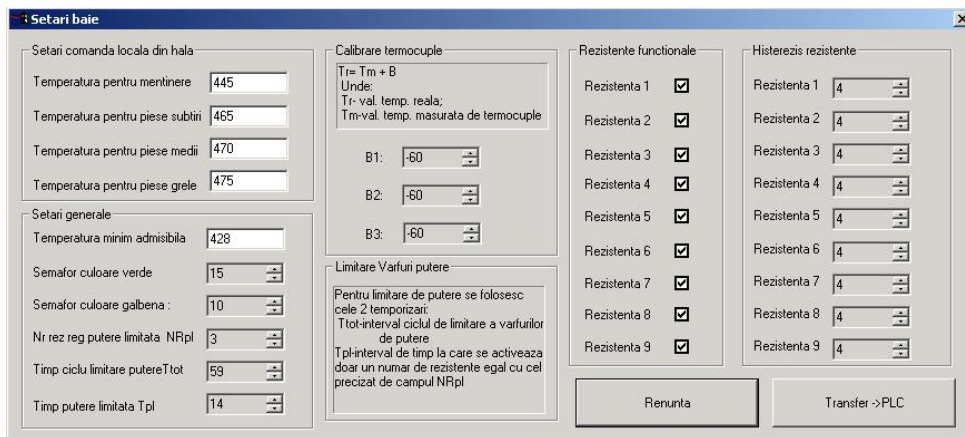 Setari baie
Setari comanda locala din hala
Temperatura pentru mentinere 445
Temperatura pentru piese subtiri 465
Temperatura pentru piese medii 470
Temperatura pentru piese grele 475
Setari generale
Temperatura minim admisibila 428
Semafor culoare verde 15
Semafor culoare galbena : 10
Nr rez reg putere limitata NRpl 3
Timp ciclu limitare putereTtot 59
Timp putere limitata Tpl 14
Calibrare termocuple
Tr= Tm + B
Unde:
Tr- val. temp. reala;
Tm-val. temp. masurata de termocuple
B1: -60
B2: -60
B3: -60
Limitare Varfuri putere
Pentru limitare de putere se folosesc
cele 2 temporizari:
Ttot-interval ciclul de limitare a varfurilor
de putere
Tpl-interval de timp la care se activeaza
doar un numar de rezistente egal cu cel
precizat de campul NRpl
Rezistente functionale
Rezistenta 1
Rezistenta 2
Rezistenta 3
Rezistenta 4
Rezistenta 5
Rezistenta 6
Rezistenta 7
Rezistenta 8
Rezistenta 9
Histerezis rezistente
Rezistenta 1 4
Rezistenta 2 4
Rezistenta 3 4
Rezistenta 4 4
Rezistenta 5 4
Rezistenta 6 4
Rezistenta 7 4
Rezistenta 8 4
Rezistenta 9 4
Renunta
Transfer ->PLC